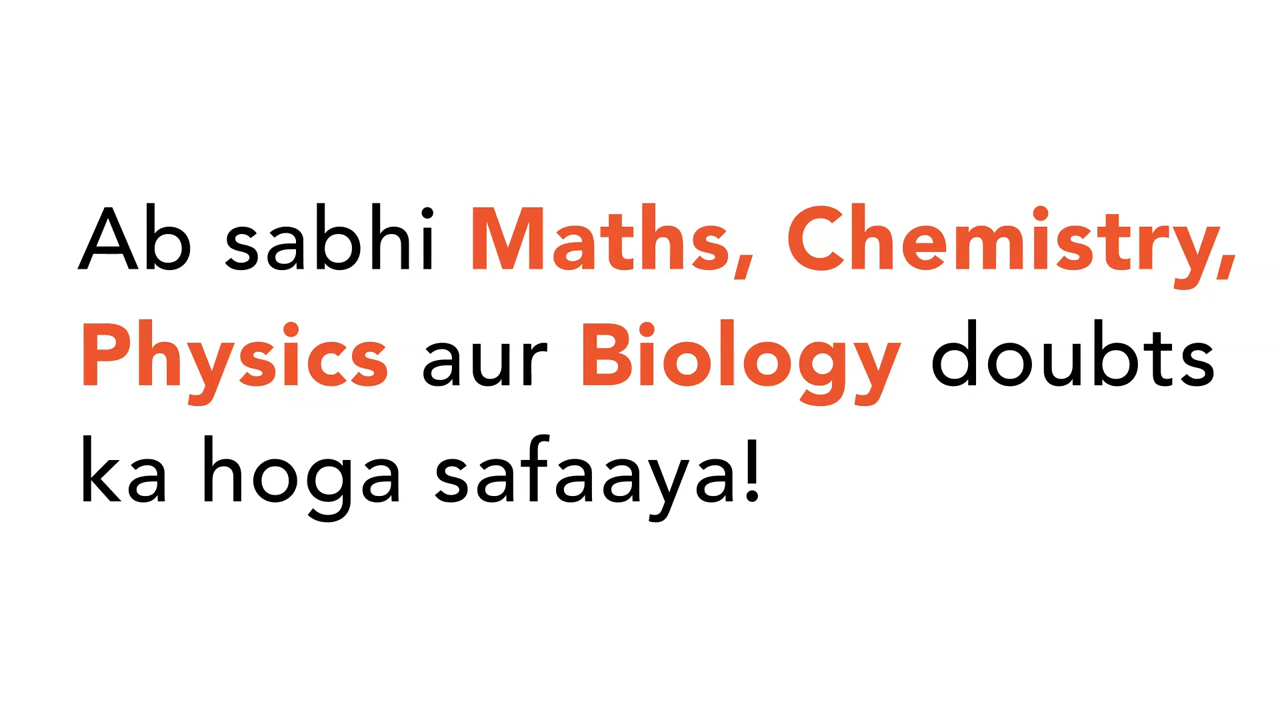 Ab sabhi Maths, Chemistry,
Physics aur Biology doubts
ka hoga safaaya!